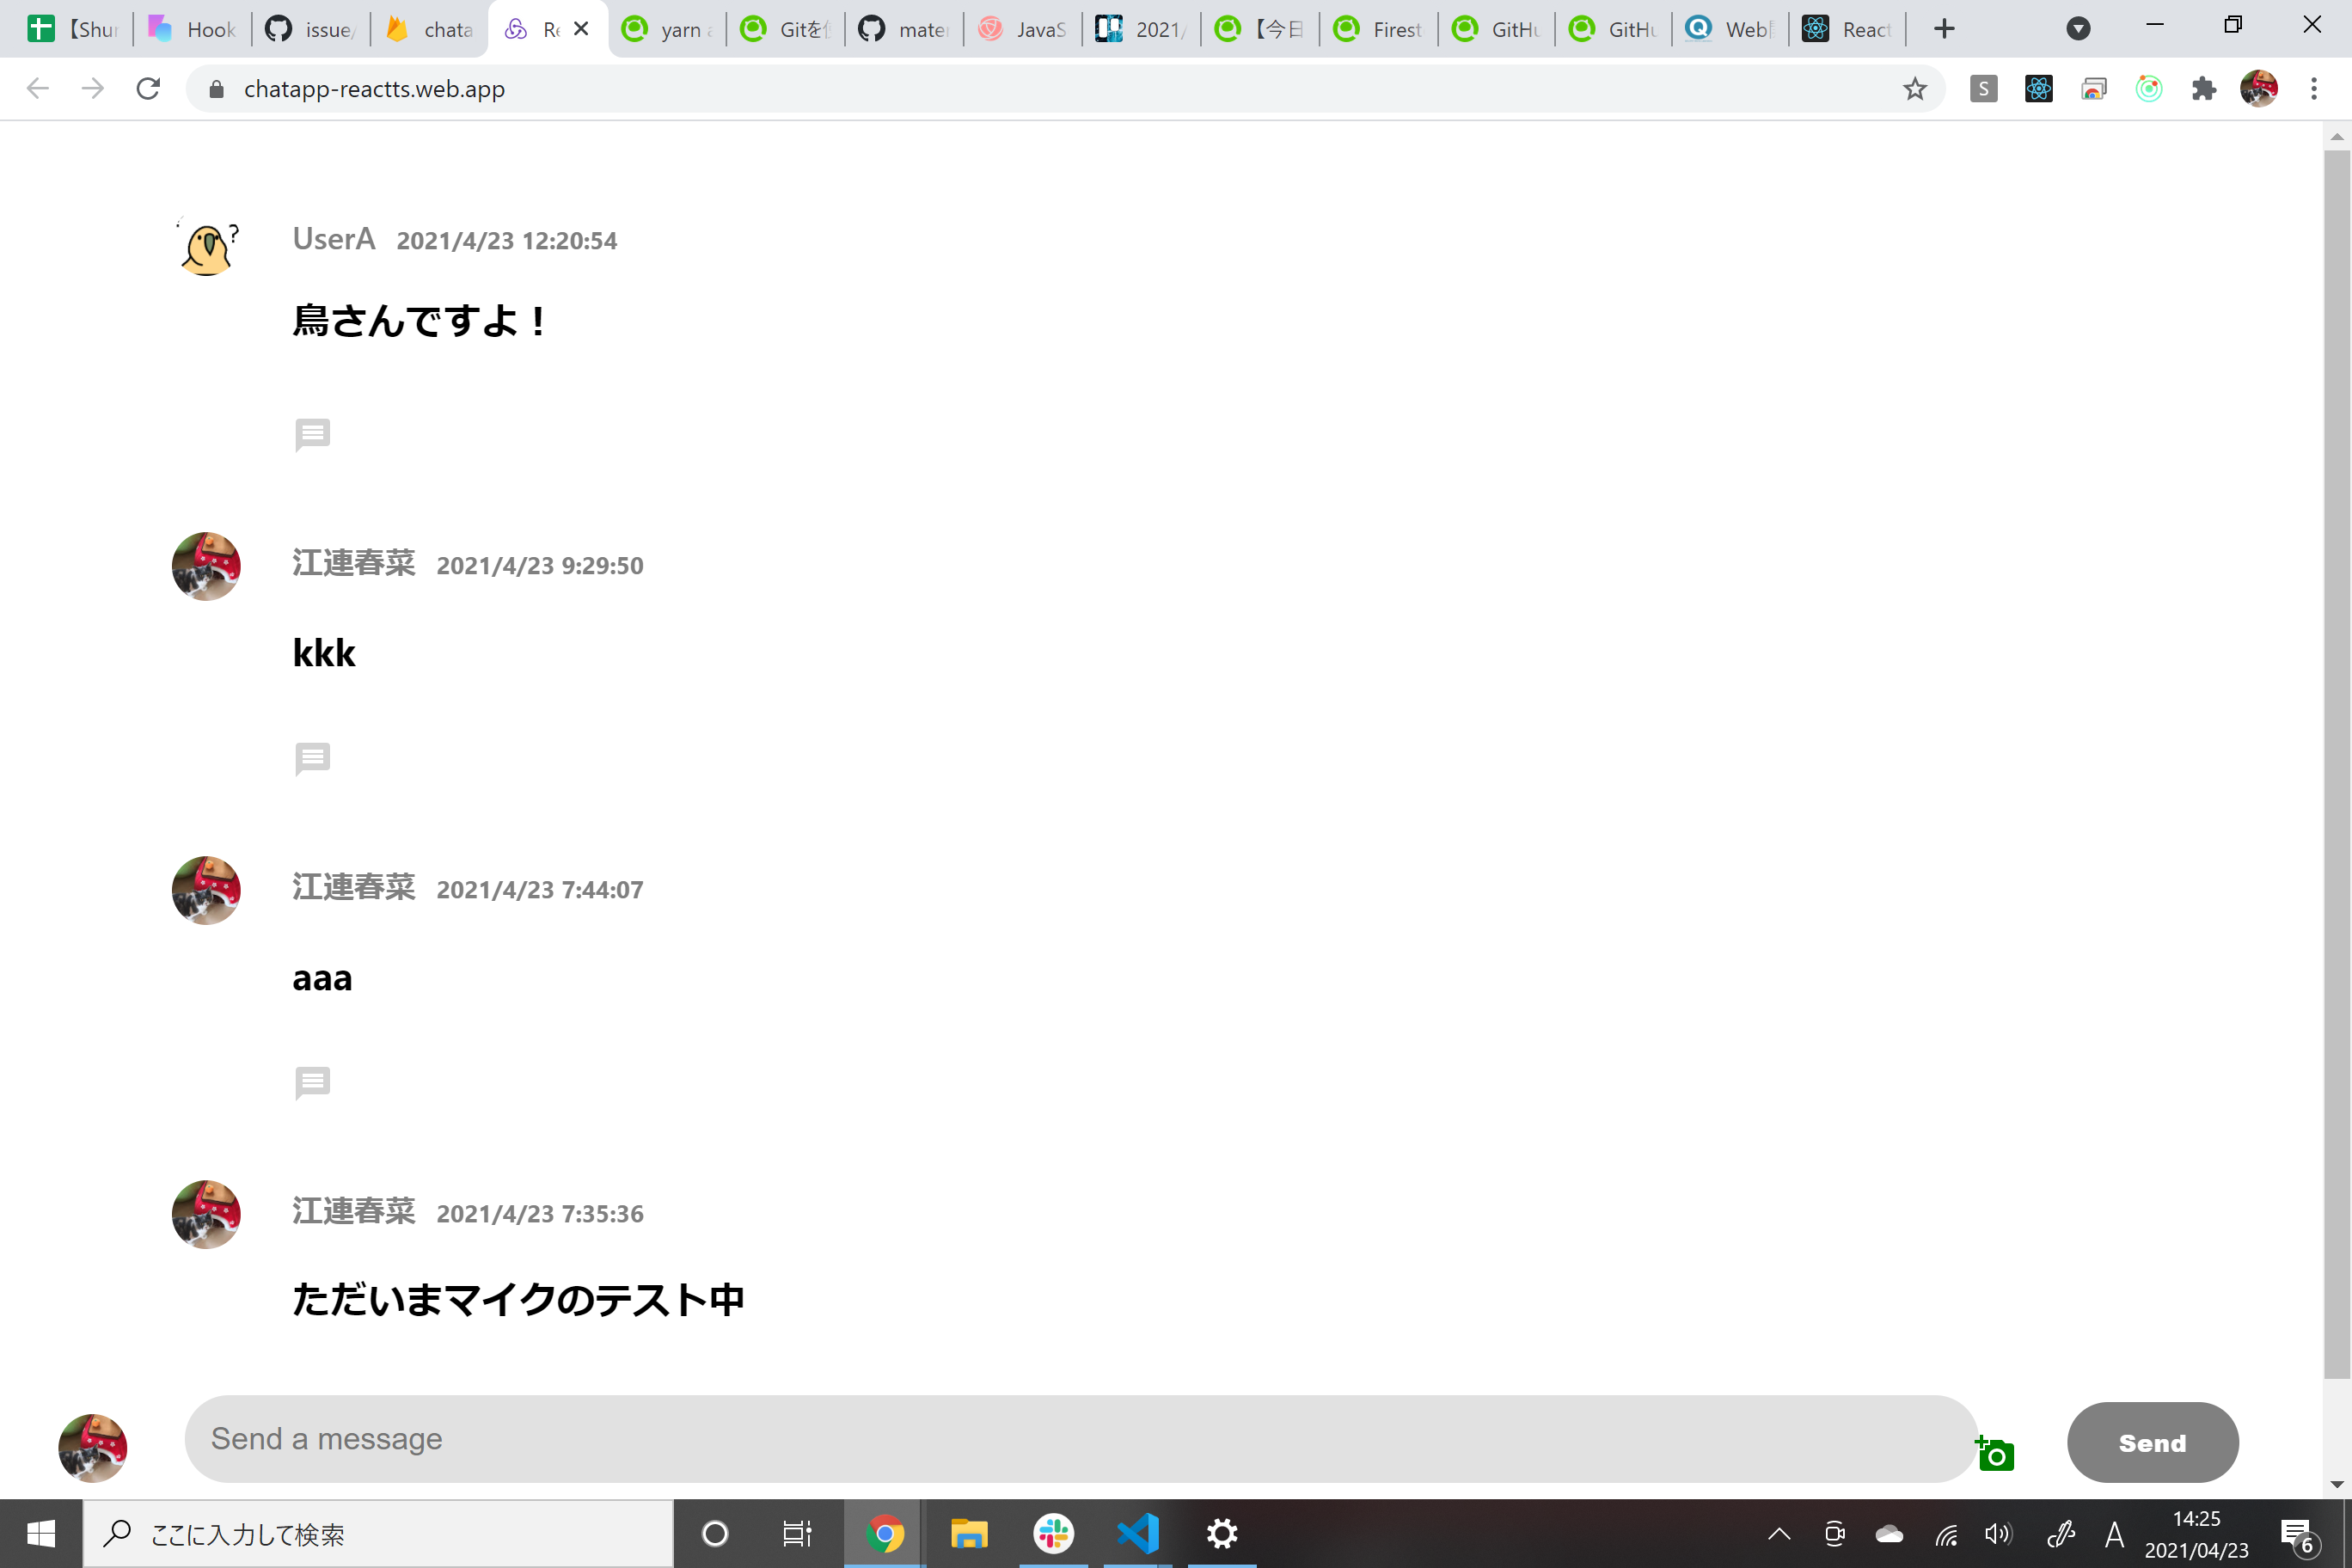 【Shur
Hook
issue/
chata
Re
yarn a
Gitを
mater
JavaS
2021/
【今日
Firest
GitHu
GitHu
Web
React
chatapp-reactts.web.app
S
UserA 2021/4/23 12:20:54
鳥さんですよ！
江連春菜 2021/4/23 9:29:50
kkk
江連春菜 2021/4/23 7:44:07
aaa
江連春菜 2021/4/23 7:35:36
ただいまマイクのテスト中
Send a message
Send
ここに入力して検索
A
14:25
2021/04/23
6